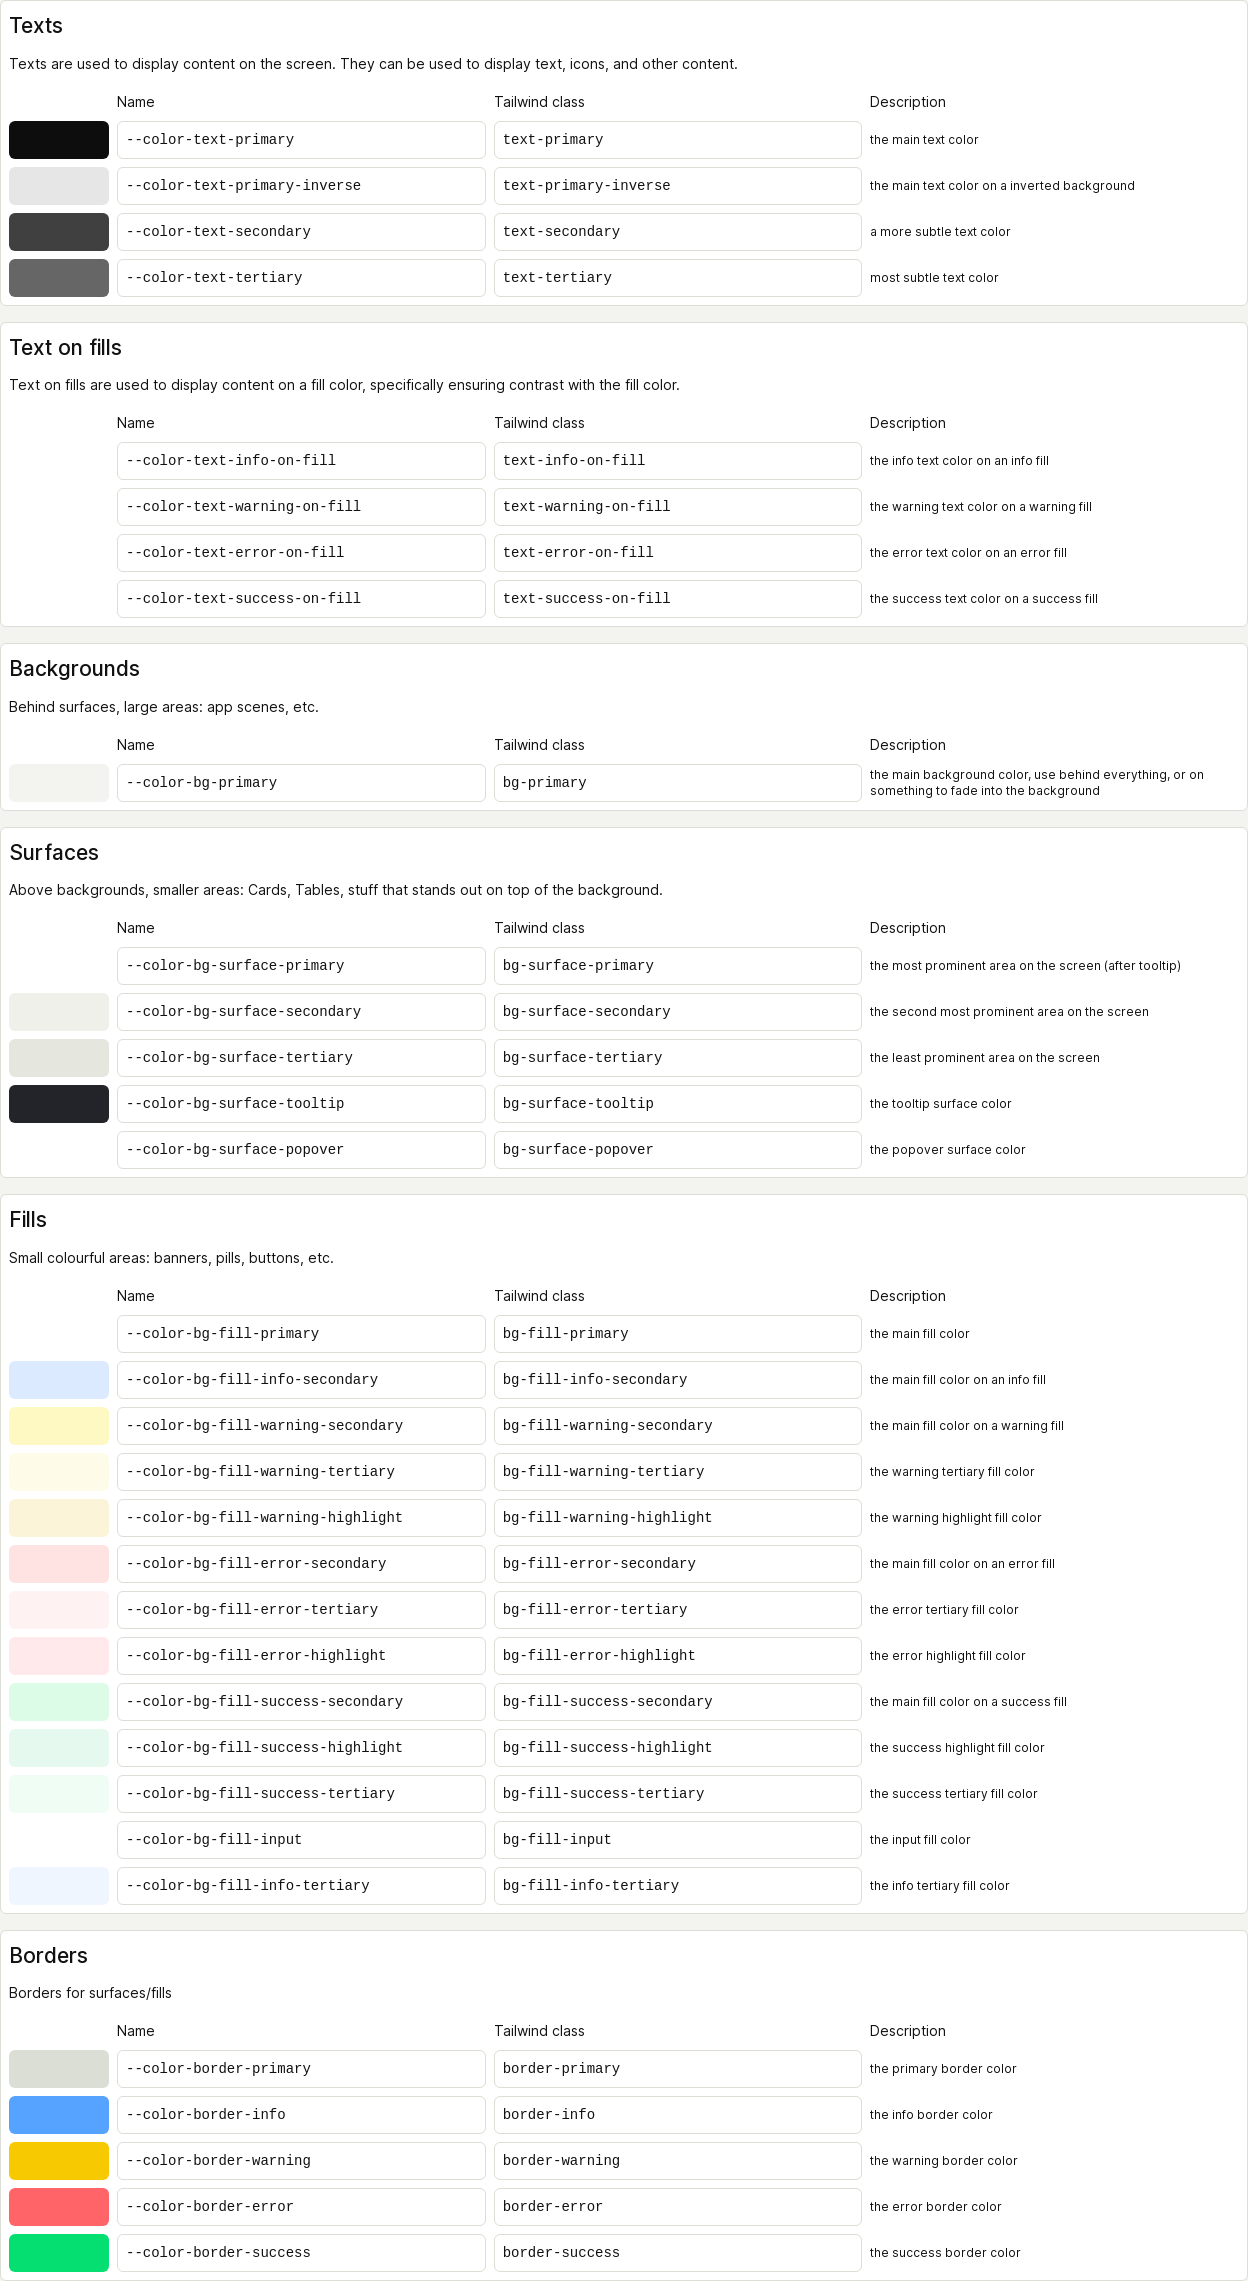 Texts
Texts are used to display content on the screen. They can be used to display text, icons, and other content.
Name Tailwind class Description
--color-text-primary text-primary the main text color
--color-text-primary-inverse text-primary-inverse the main text color on a inverted background
--color-text-secondary text-secondary a more subtle text color
--color-text-tertiary text-tertiary most subtle text color
Text on fills
Text on fills are used to display content on a fill color, specifically ensuring contrast with the fill color.
Name Tailwind class Description
--color-text-info-on-fill text-info-on-fill the info text color on an info fill
--color-text-warning-on-fill text-warning-on-fill the warning text color on a warning fill
--color-text-error-on-fill text-error-on-fill the error text color on an error fill
--color-text-success-on-fill text-success-on-fill the success text color on a success fill
Backgrounds
Behind surfaces, large areas: app scenes, etc.
Name Tailwind class Description
--color-bg-primary bg-primary the main background color, use behind everything, or on
something to fade into the background
Surfaces
Above backgrounds, smaller areas: Cards, Tables, stuff that stands out on top of the background.
Name Tailwind class Description
--color-bg-surface-primary bg-surface-primary the most prominent area on the screen (after tooltip)
--color-bg-surface-secondary bg-surface-secondary the second most prominent area on the screen
--color-bg-surface-tertiary bg-surface-tertiary the least prominent area on the screen
--color-bg-surface-tooltip bg-surface-tooltip the tooltip surface color
--color-bg-surface-popover bg-surface-popover the popover surface color
Fills
Small colourful areas: banners, pills, buttons, etc.
Name Tailwind class Description
--color-bg-fill-primary bg-fill-primary the main fill color
--color-bg-fill-info-secondary bg-fill-info-secondary the main fill color on an info fill
--color-bg-fill-warning-secondary bg-fill-warning-secondary the main fill color on a warning fill
--color-bg-fill-warning-tertiary bg-fill-warning-tertiary the warning tertiary fill color
--color-bg-fill-warning-highlight bg-fill-warning-highlight the warning highlight fill color
--color-bg-fill-error-secondary bg-fill-error-secondary the main fill color on an error fill
--color-bg-fill-error-tertiary bg-fill-error-tertiary the error tertiary fill color
--color-bg-fill-error-highlight bg-fill-error-highlight the error highlight fill color
--color-bg-fill-success-secondary bg-fill-success-secondary the main fill color on a success fill
--color-bg-fill-success-highlight bg-fill-success-highlight the success highlight fill color
--color-bg-fill-success-tertiary bg-fill-success-tertiary the success tertiary fill color
--color-bg-fill-input bg-fill-input the input fill color
--color-bg-fill-info-tertiary bg-fill-info-tertiary the info tertiary fill color
Borders
Borders for surfaces/fills
Name Tailwind class Description
--color-border-primary border-primary the primary border color
--color-border-info border-info the info border color
--color-border-warning border-warning the warning border color
--color-border-error border-error the error border color
--color-border-success border-success the success border color